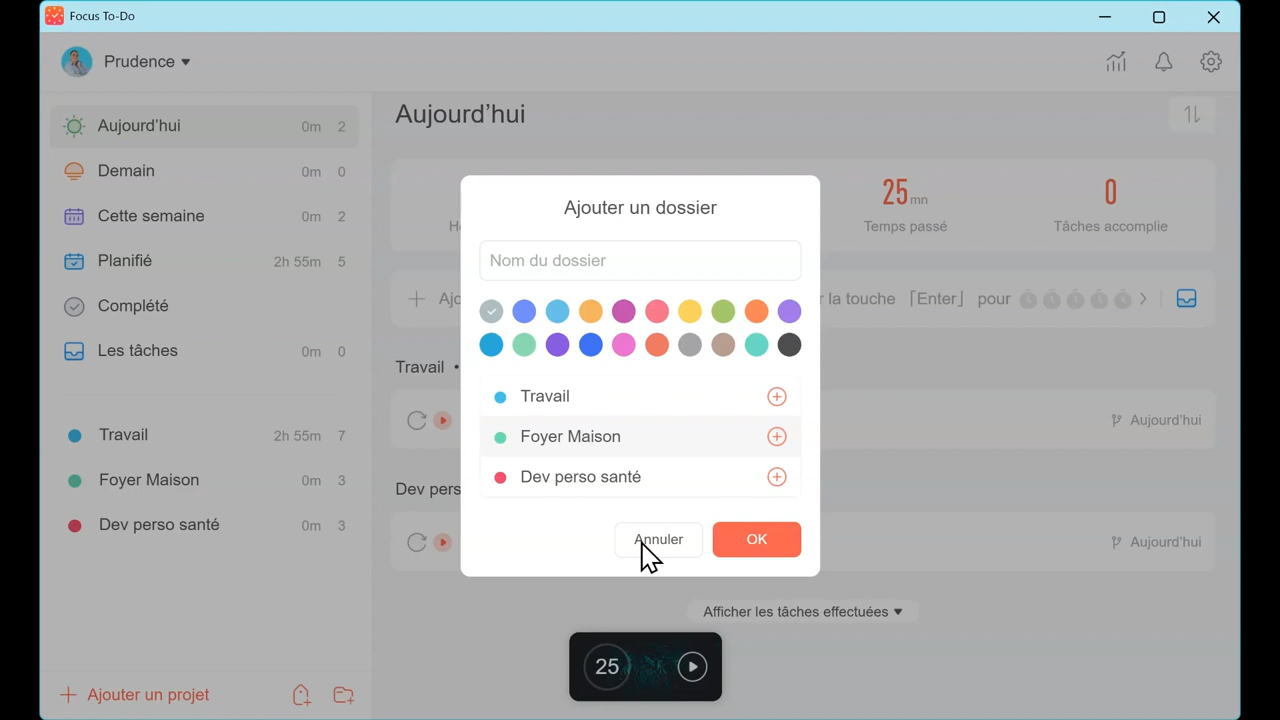 Focus To-Do
Prudence
Aujourd'hui 0m 2
Demain 0m 0
Cette semaine 0m 2
Planifié 2h 55m 5
Complété
Les tâches 0m 0
Travail 2h 55m 7
Foyer Maison 0m 3
Dev perso santé 0m 3
Ajouter un projet
Aujourd'hui
25mn
Temps passé
0
Tâches accomplie
la touche ⌈Enter⌋ pour
Travail
Aujourd'hui
Dev pers
Aujourd'hui
Afficher les tâches effectuées
Ajouter un dossier
Nom du dossier
Travail
Foyer Maison
Dev perso santé
Annuler OK
25